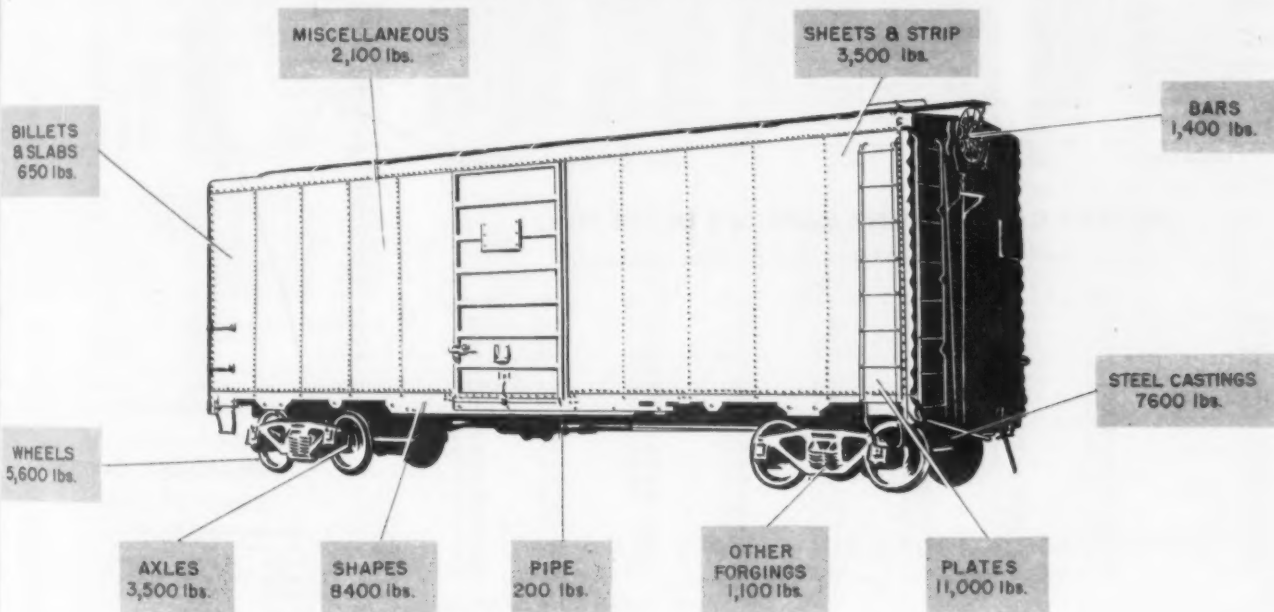 MISCELLANEOUS
2,100 lbs.
SHEETS & STRIP
3,500 lbs.
BARS
1,400 lbs.
BILLETS
& SLABS
650 lbs.
STEEL CASTINGS
7600 lbs.
WHEELS
5,600 lbs.
AXLES
3,500 lbs.
SHAPES
8400 lbs.
PIPE
200 lbs.
OTHER
FORGINGS
1,100 lbs.
PLATES
11,000 lbs.